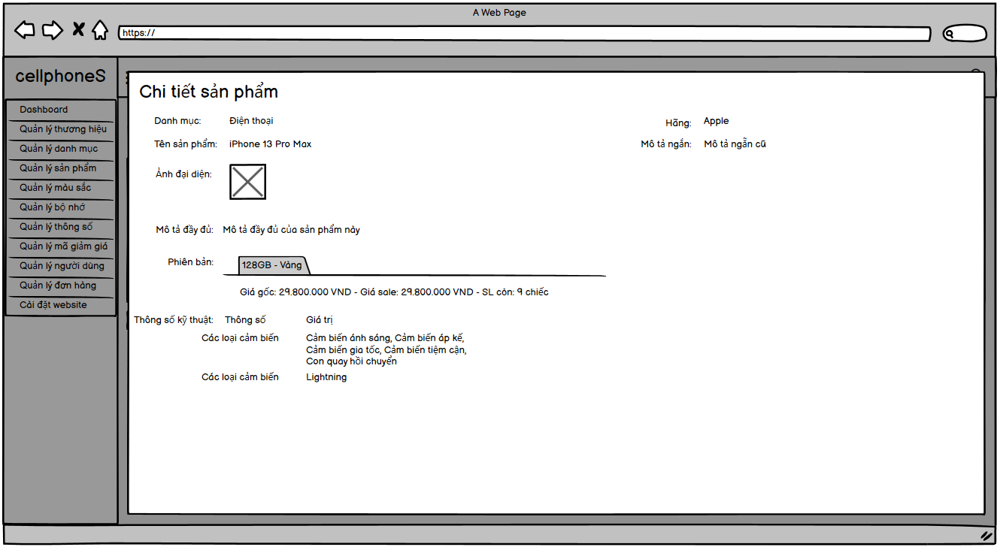 A Web Page
https://
cellphoneS
Dashboard
Quản lý thương hiệu
Quản lý danh mục
Quản lý sản phẩm
Quản lý màu sắc
Quản lý bộ nhớ
Quản lý thông số
Quản lý mã giảm giá
Quản lý người dùng
Quản lý đơn hàng
Cài đặt website
Chi tiết sản phẩm
Danh mục: Điện thoại
Hãng: Apple
Tên sản phẩm: iPhone 13 Pro Max
Mô tả ngắn: Mô tả ngắn cũ
Ảnh đại diện:
Mô tả đầy đủ: Mô tả đầy đủ của sản phẩm này
Phiên bản: 128GB - Vàng
Giá gốc: 29.800.000 VND - Giá sale: 29.800.000 VND - SL còn: 9 chiếc
Thông số kỹ thuật: Thông số Giá trị
Các loại cảm biến Cảm biến ánh sáng, Cảm biến áp kế,
Cảm biến gia tốc, Cảm biến tiệm cận,
Con quay hồi chuyển
Các loại cảm biến Lightning